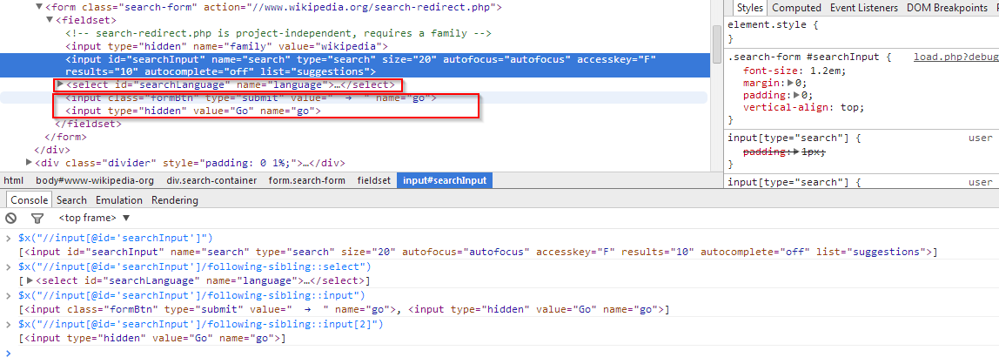 ▼<form class="search-form" action="//www.wikipedia.org/search-redirect.php">
▼<fieldset>
<!-- search-redirect.php is project-independent, requires a family -->
<input type="hidden" name="family" value="wikipedia">
<input id="searchInput" name="search" type="search" size="20" autofocus="autofocus" accesskey="F"
results="10" autocomplete="off" list="suggestions">
▶<select id="searchLanguage" name="language">…</select>
<input class="formBtn" type="submit" value="  →  " name="go">
<input type="hidden" value="Go" name="go">
</fieldset>
</form>
</div>
▶<div class="divider" style="padding: 0 1%;">…</div>
html body#www-wikipedia-org div.search-container form.search-form fieldset input#searchInput
Styles Computed Event Listeners DOM Breakpoints
element.style {
}
.search-form #searchInput { load.php?debug
font-size: 1.2em;
margin:▶0;
padding:▶0;
vertical-align: top;
}
input[type="search"] { user
padding:▶1px;
}
input[type="search"] { user
Console Search Emulation Rendering
<top frame> ▼
> $x("//input[@id='searchInput']")
[<input id="searchInput" name="search" type="search" size="20" autofocus="autofocus" accesskey="F" results="10" autocomplete="off" list="suggestions">]
> $x("//input[@id='searchInput']/following-sibling::select")
[▶<select id="searchLanguage" name="language">…</select>]
> $x("//input[@id='searchInput']/following-sibling::input")
[<input class="formBtn" type="submit" value="  →  " name="go">, <input type="hidden" value="Go" name="go">]
> $x("//input[@id='searchInput']/following-sibling::input[2]")
[<input type="hidden" value="Go" name="go">]
>